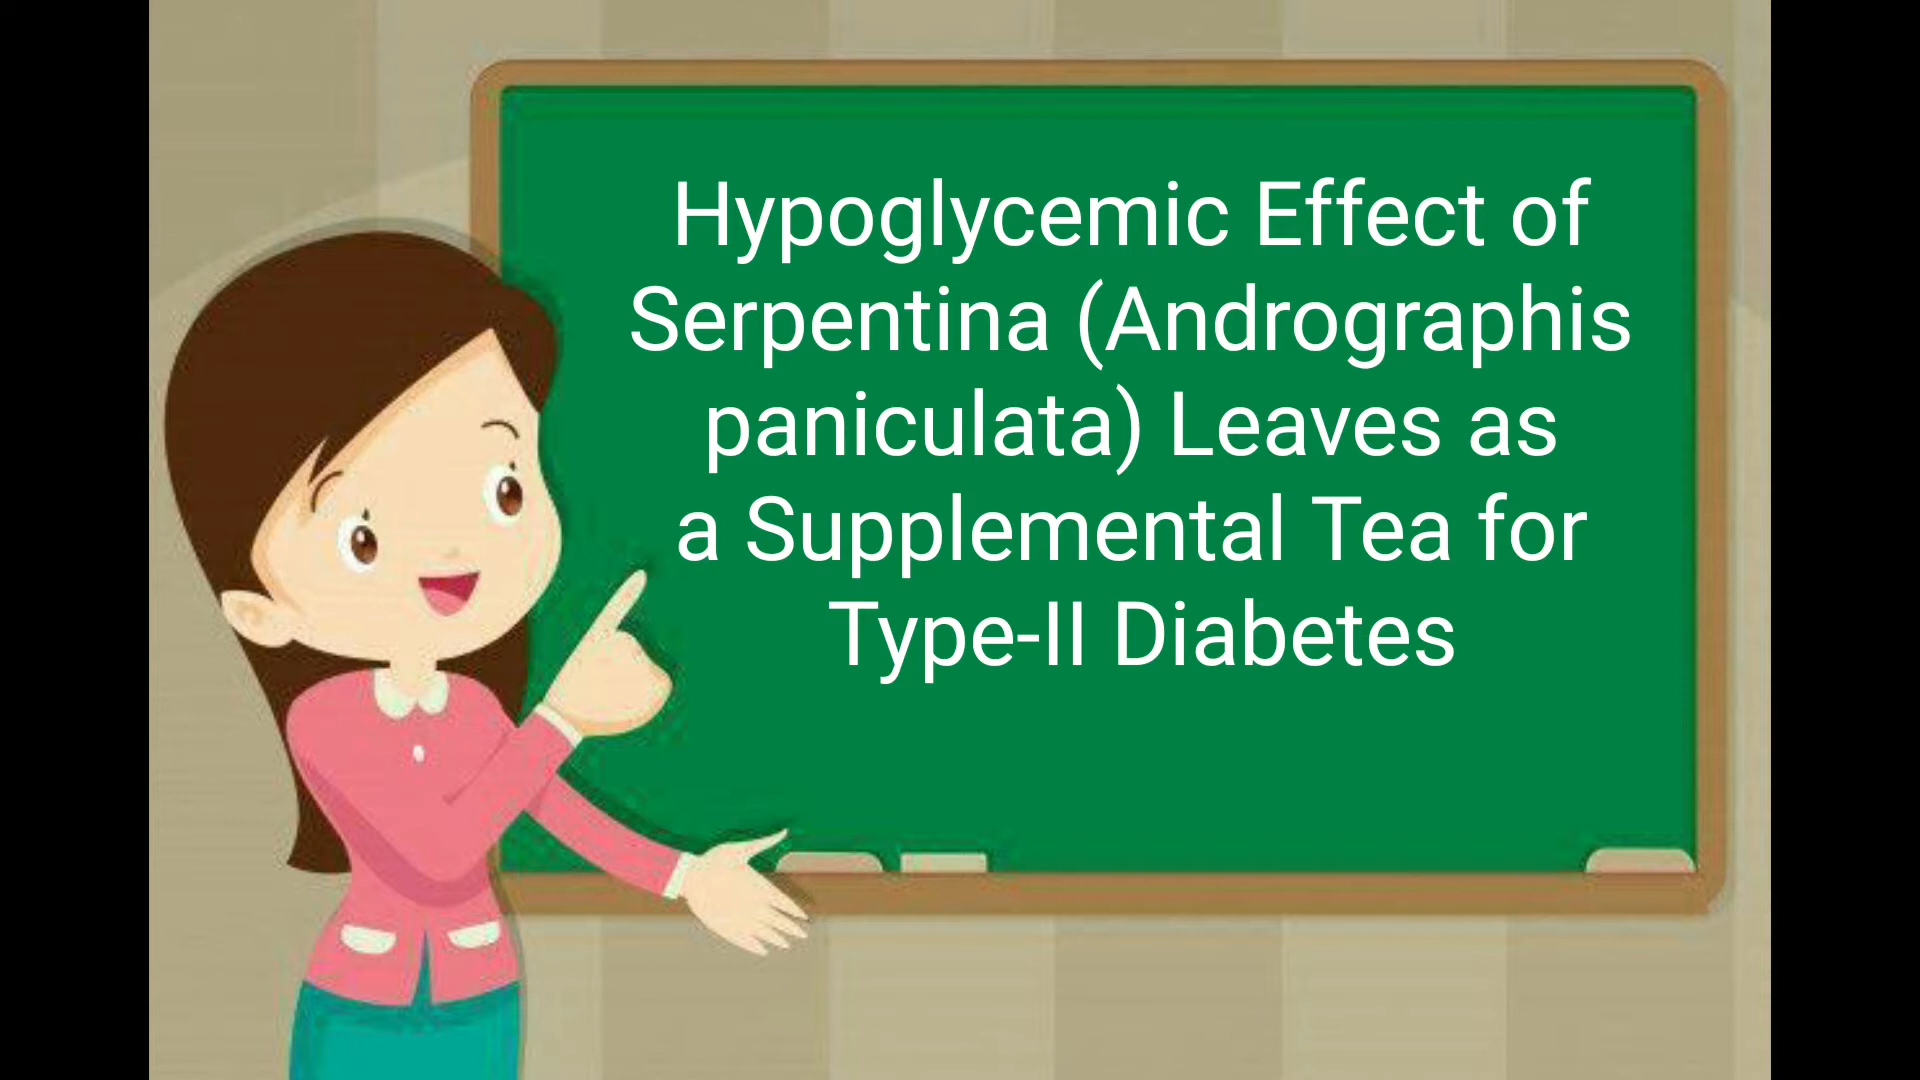 Hypoglycemic Effect of
Serpentina (Andrographis
paniculata) Leaves as
a Supplemental Tea for
Type-II Diabetes